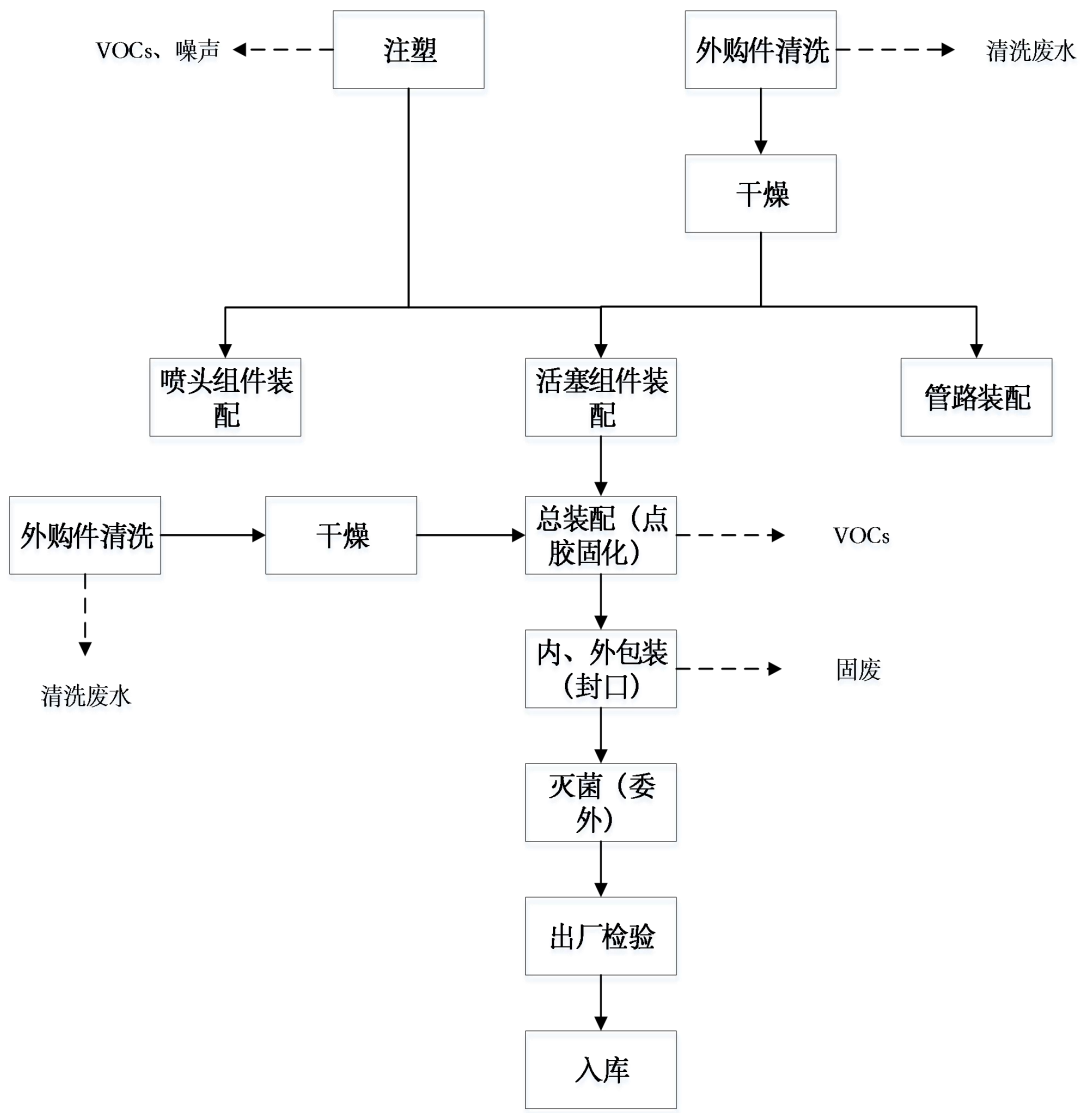 VOCs、噪声
注塑
外购件清洗
清洗废水
干燥
喷头组件装
配
活塞组件装
配
管路装配
外购件清洗
干燥
总装配（点
胶固化）
VOCs
清洗废水
内、外包装
（封口）
固废
灭菌（委
外）
出厂检验
入库